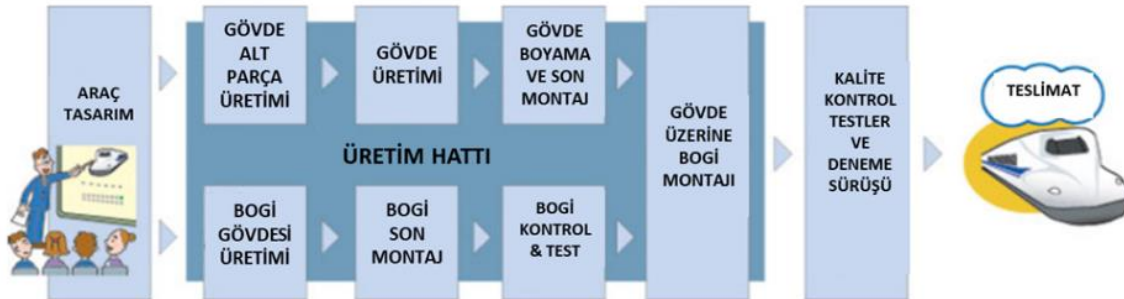 ARAÇ
TASARIM
GÖVDE
ALT
PARÇA
ÜRETİMİ
GÖVDE
ÜRETİMİ
GÖVDE
BOYAMA
VE SON
MONTAJ
ÜRETİM HATTI
BOGİ
GÖVDESİ
ÜRETİMİ
BOGİ
SON
MONTAJ
BOGİ
KONTROL
& TEST
GÖVDE
ÜZERİNE
BOGİ
MONTAJI
KALİTE
KONTROL
TESTLER
VE
DENEME
SÜRÜŞÜ
TESLİMAT